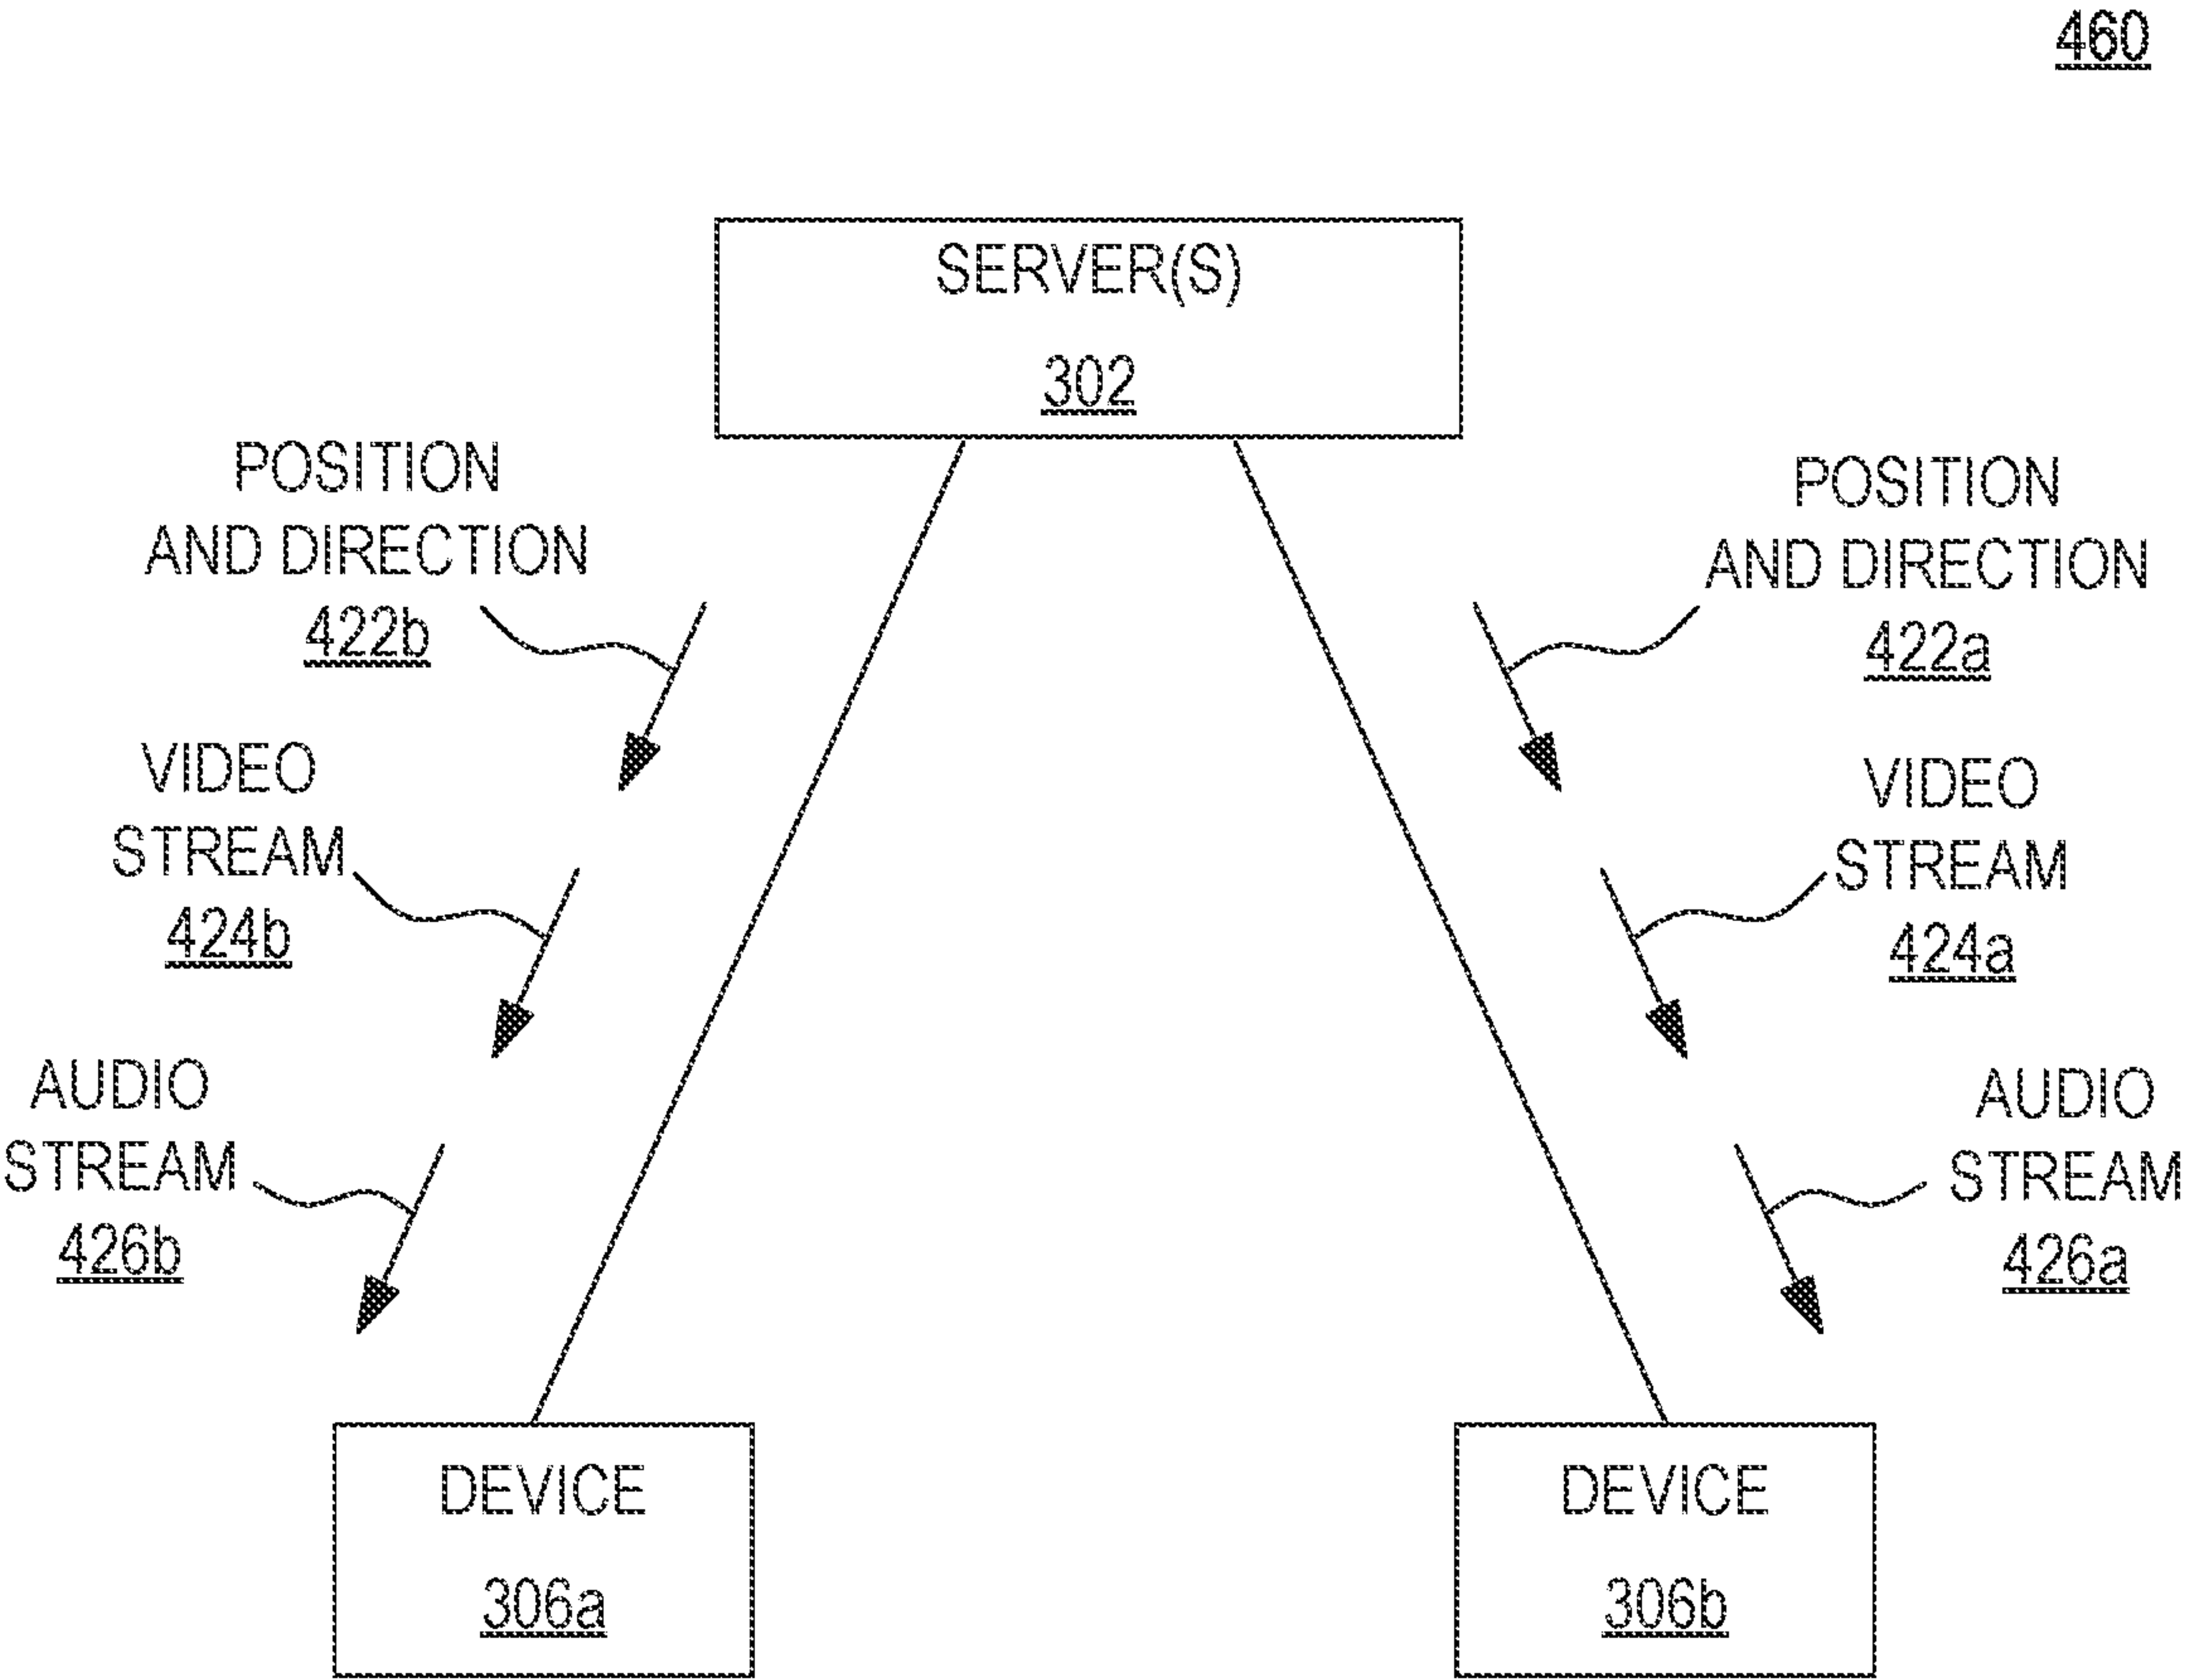 460
SERVER(S)
302
POSITION
AND DIRECTION
422b
POSITION
AND DIRECTION
422a
VIDEO
STREAM
424b
VIDEO
STREAM
424a
AUDIO
STREAM
426b
AUDIO
STREAM
426a
DEVICE
306a
DEVICE
306b